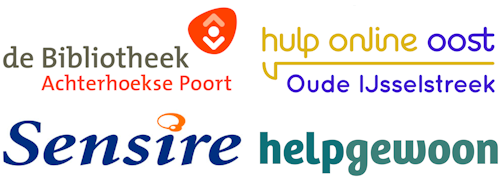 de Bibliotheek
Achterhoekse Poort
hulp online oost
Oude IJsselstreek
Sensire
helpgewoon